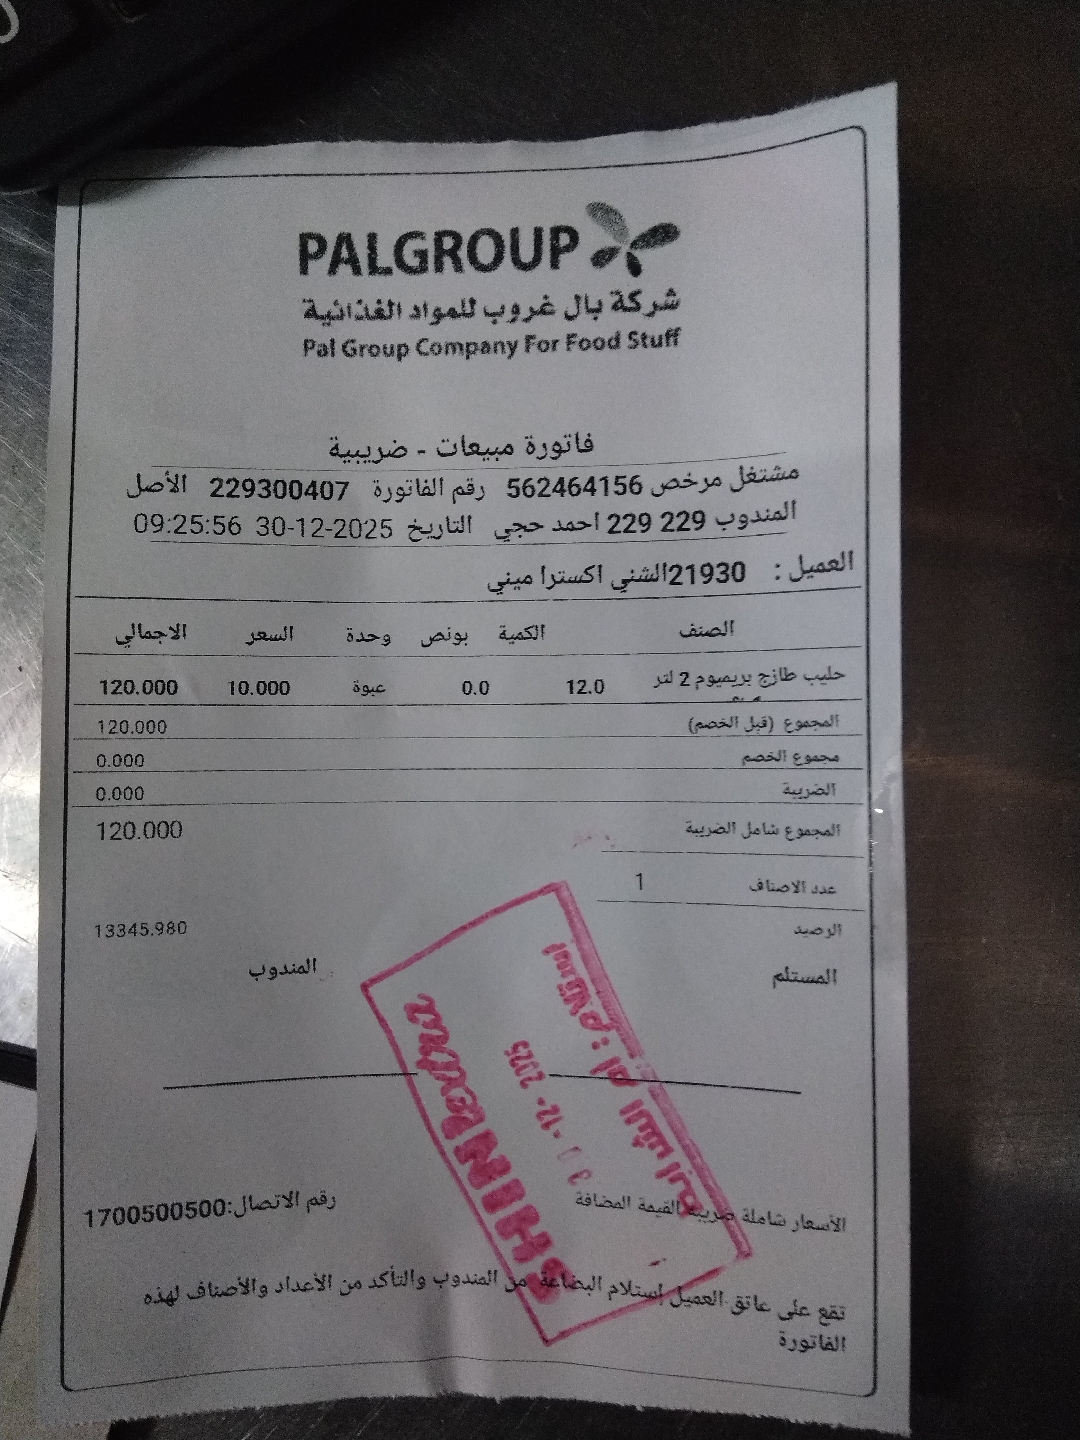 PALGROUP
شركة بال غروب للمواد الغذائية
Pal Group Company For Food Stuff
فاتورة مبيعات - ضريبية
مشتغل مرخص 562464156 رقم الفاتورة 229300407 الأصل
المندوب 229 229 احمد حجي التاريخ 30-12-2025 09:25:56
العميل : 21930الشني اكسترا ميني
الصنف الكمية بونص وحدة السعر الاجمالي
حليب طازج بريميوم 2 لتر 12.0 0.0 عبوة 10.000 120.000
المجموع (قبل الخصم) 120.000
مجموع الخصم 0.000
الضريبة 0.000
المجموع شامل الضريبة 120.000
عدد الاصناف 1
الرصيد 13345.980
المستلم المندوب
SHINI extra
-12- 2025
الأسعار شاملة ضريبة القيمة المضافة رقم الاتصال:1700500500
تقع على عاتق العميل إستلام البضاعة من المندوب والتأكد من الأعداد والأصناف لهذه
الفاتورة